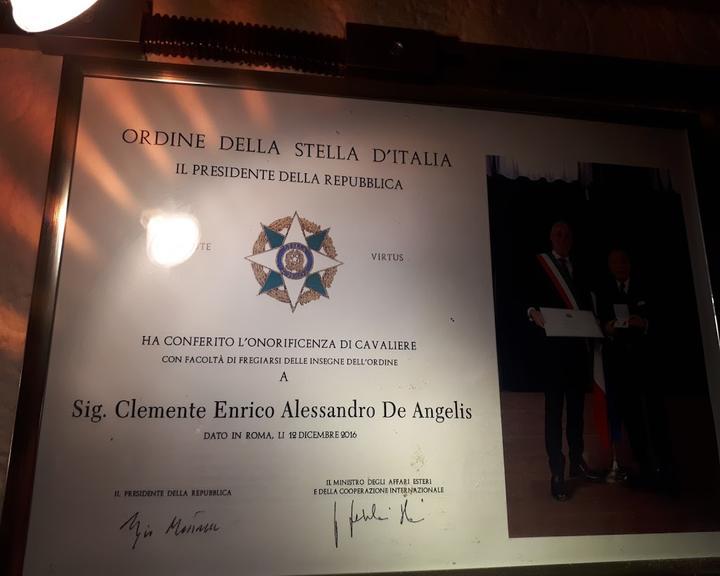 ORDINE DELLA STELLA D'ITALIA
IL PRESIDENTE DELLA REPUBBLICA
VIRTUS
HA CONFERITO L'ONORIFICENZA DI CAVALIERE
CON FACOLTÀ DI FREGIARSI DELLE INSEGNE DELL'ORDINE
A
Sig. Clemente Enrico Alessandro De Angelis
DATO IN ROMA, LI 12 DICEMBRE 2016
IL PRESIDENTE DELLA REPUBBLICA
IL MINISTRO DEGLI AFFARI ESTERI
E DELLA COOPERAZIONE INTERNAZIONALE